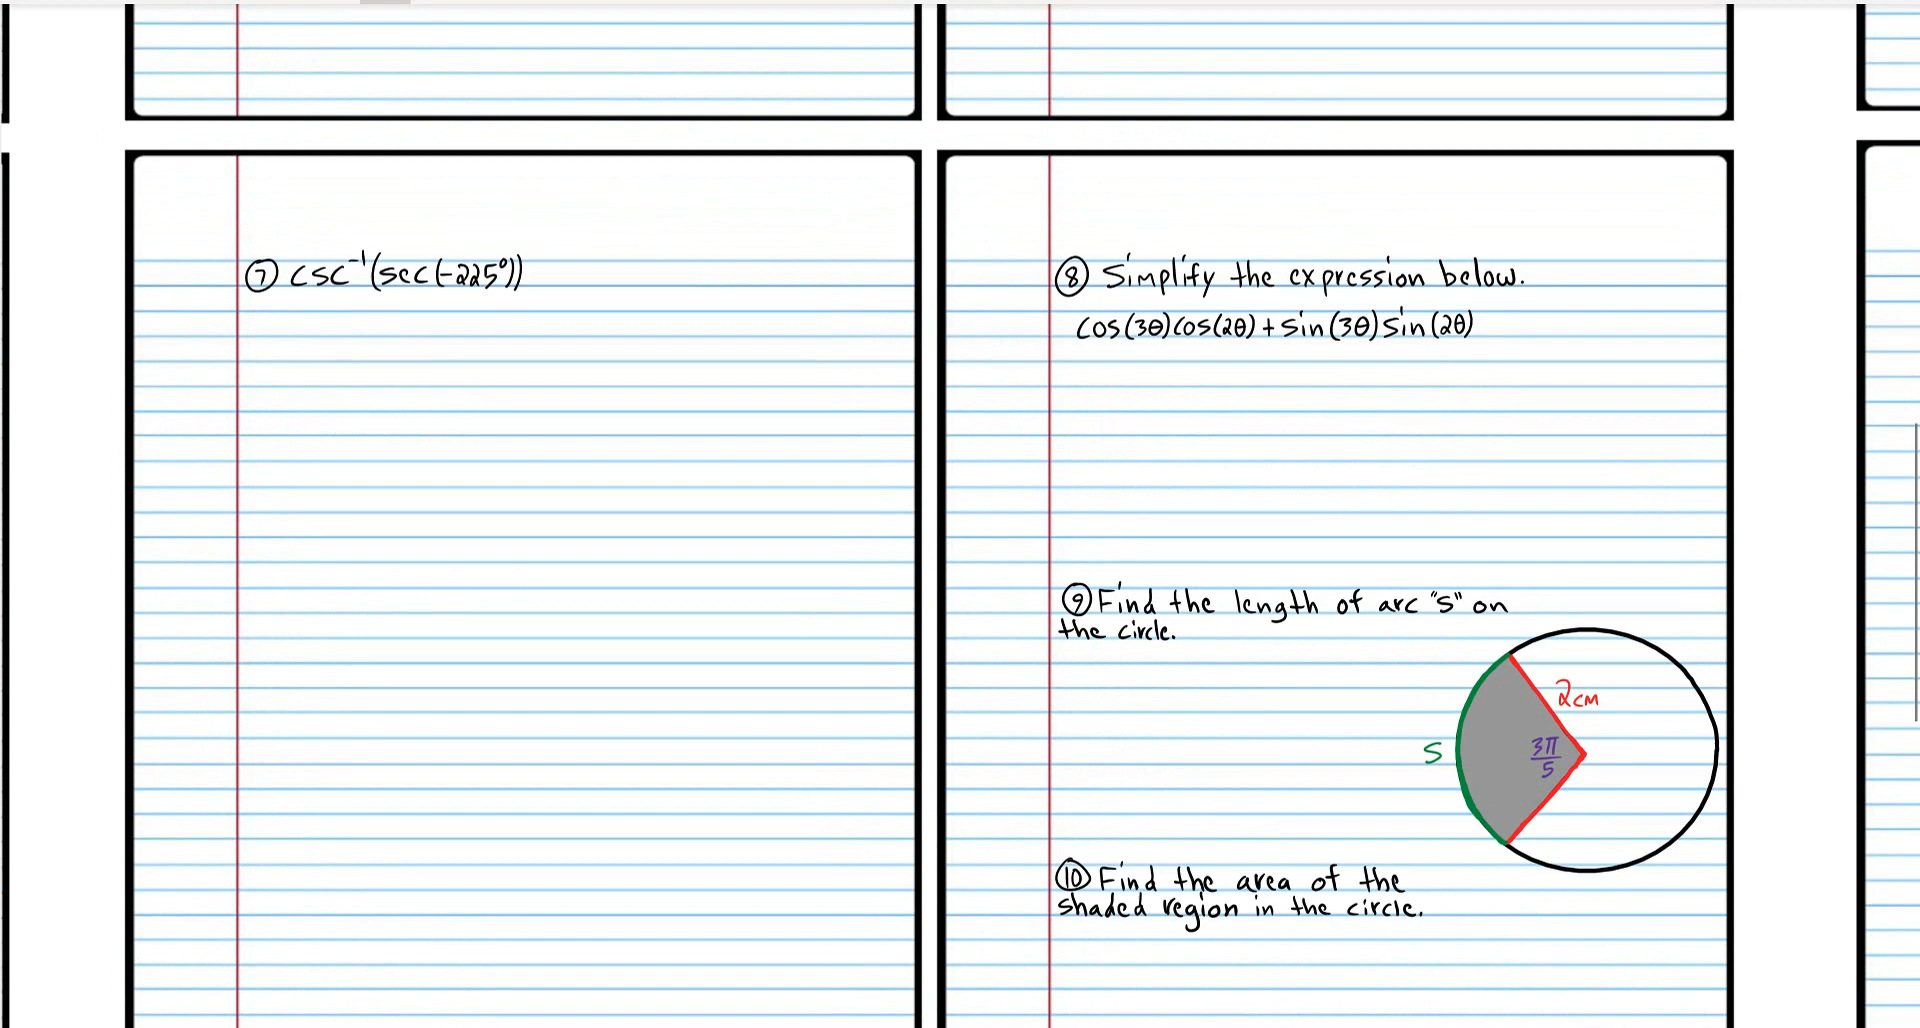 ⑦ csc⁻¹(sec(-225°))
⑧ Simplify the expression below.
cos(3θ)cos(2θ) + sin(3θ)sin(2θ)
⑨ Find the length of arc "s" on
the circle.
2cm
S
3π/5
⑩ Find the area of the
shaded region in the circle.